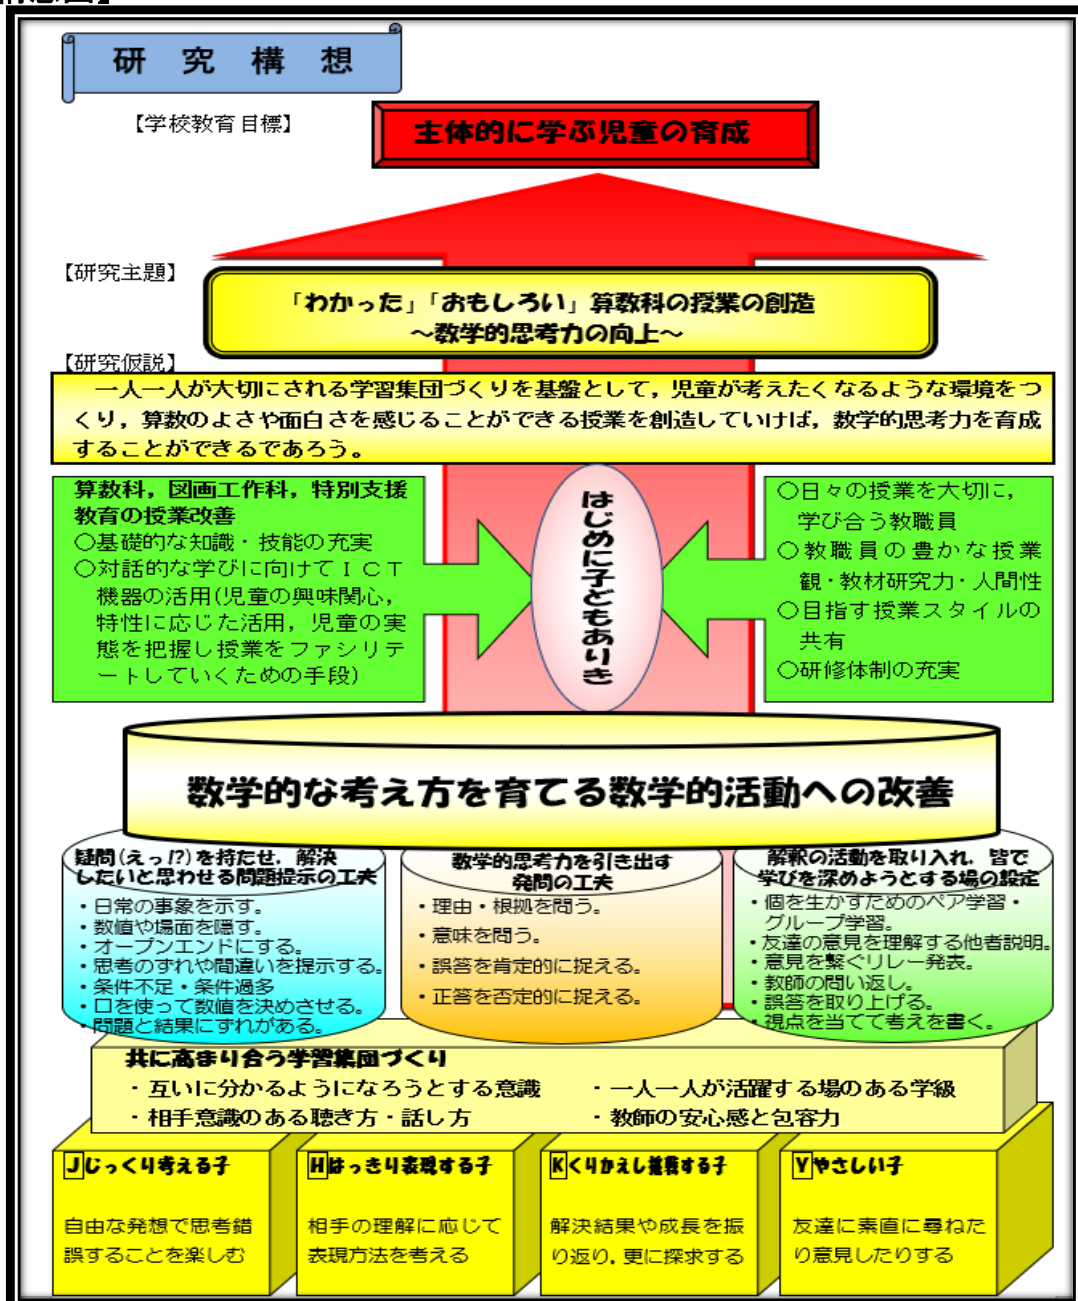 研究構想
【学校教育目標】
主体的に学ぶ児童の育成
【研究主題】
「わかった」「おもしろい」算数科の授業の創造
～数学的思考力の向上～
【研究仮説】
一人一人が大切にされる学習集団づくりを基盤として，児童が考えたくなるような環境をつ
くり，算数のよさや面白さを感じることができる授業を創造していけば，数学的思考力を育成
することができるであろう。
算数科，図画工作科，特別支援
教育の授業改善
○基礎的な知識・技能の充実
○対話的な学びに向けてＩＣＴ
機器の活用(児童の興味関心，
特性に応じた活用，児童の実
態を把握し授業をファシリテ
ートしていくための手段)
はじめに子どもありき
○日々の授業を大切に，
学び合う教職員
○教職員の豊かな授業
観・教材研究力・人間性
○目指す授業スタイルの
共有
○研修体制の充実
数学的な考え方を育てる数学的活動への改善
疑問(えっ!?)を持たせ，解決
したいと思わせる問題提示の工夫
・日常の事象を示す。
・数値や場面を隠す。
・オープンエンドにする。
・思考のずれや間違いを提示する。
・条件不足・条件過多
・口を使って数値を決めさせる。
・問題と結果にずれがある。
数学的思考力を引き出す
発問の工夫
・理由・根拠を問う。
・意味を問う。
・誤答を肯定的に捉える。
・正答を否定的に捉える。
解釈の活動を取り入れ，皆で
学びを深めようとする場の設定
・個を生かすためのペア学習・
グループ学習。
・友達の意見を理解する他者説明。
・意見を繋ぐリレー発表。
・教師の問い返し。
・誤答を取り上げる。
・視点を当てて考えを書く。
共に高まり合う学習集団づくり
・互いに分かるようになろうとする意識
・一人一人が活躍する場のある学級
・相手意識のある聴き方・話し方
・教師の安心感と包容力
Jじっくり考える子
自由な発想で思考錯
誤することを楽しむ
Hはっきり表現する子
相手の理解に応じて
表現方法を考える
Kくりかえし する子
解決結果や成長を振
り返り，更に探求する
Yやさしい子
友達に素直に尋ねた
り意見したりする